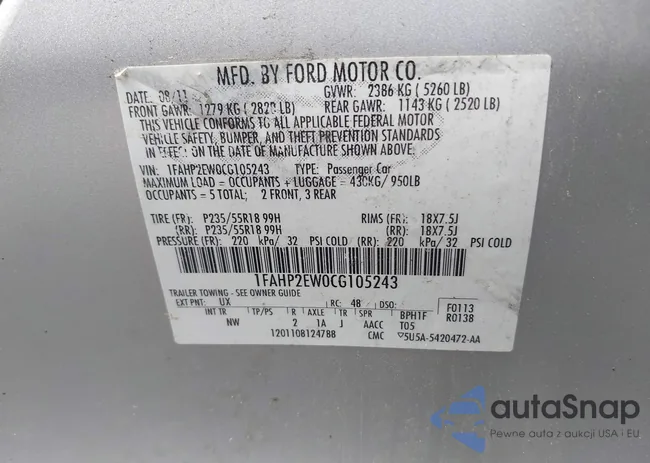 MFD. BY FORD MOTOR CO.
DATE: 08/11 GVWR: 2386 KG ( 5260 LB)
FRONT GAWR: 1279 KG ( 2820 LB) REAR GAWR: 1143 KG ( 2520 LB)
THIS VEHICLE CONFORMS TO ALL APPLICABLE FEDERAL MOTOR
VEHICLE SAFETY, BUMPER, AND THEFT PREVENTION STANDARDS
IN EFFECT ON THE DATE OF MANUFACTURE SHOWN ABOVE.
VIN: 1FAHP2EW0CG105243 TYPE: Passenger Car
MAXIMUM LOAD = OCCUPANTS + LUGGAGE = 430KG/ 950LB
OCCUPANTS = 5 TOTAL; 2 FRONT, 3 REAR
TIRE (FR): P235/55R18 99H RIMS (FR): 18X7.5J
(RR): P235/55R18 99H (RR): 18X7.5J
PRESSURE (FR): 220 kPa/ 32 PSI COLD (RR): 220 kPa/ 32 PSI COLD
1FAHP2EW0CG105243
TRAILER TOWING - SEE OWNER GUIDE
EXT PNT: UX RC: 48 DSO: F0113
R0138
INT TR TP/PS R AXLE TR SPR BPH1F
NW 2 1A J AACC T05
1201108124788 CMC ▽5U5A-5420472-AA
autaSnap
Pewne auta z aukcji USA i EU